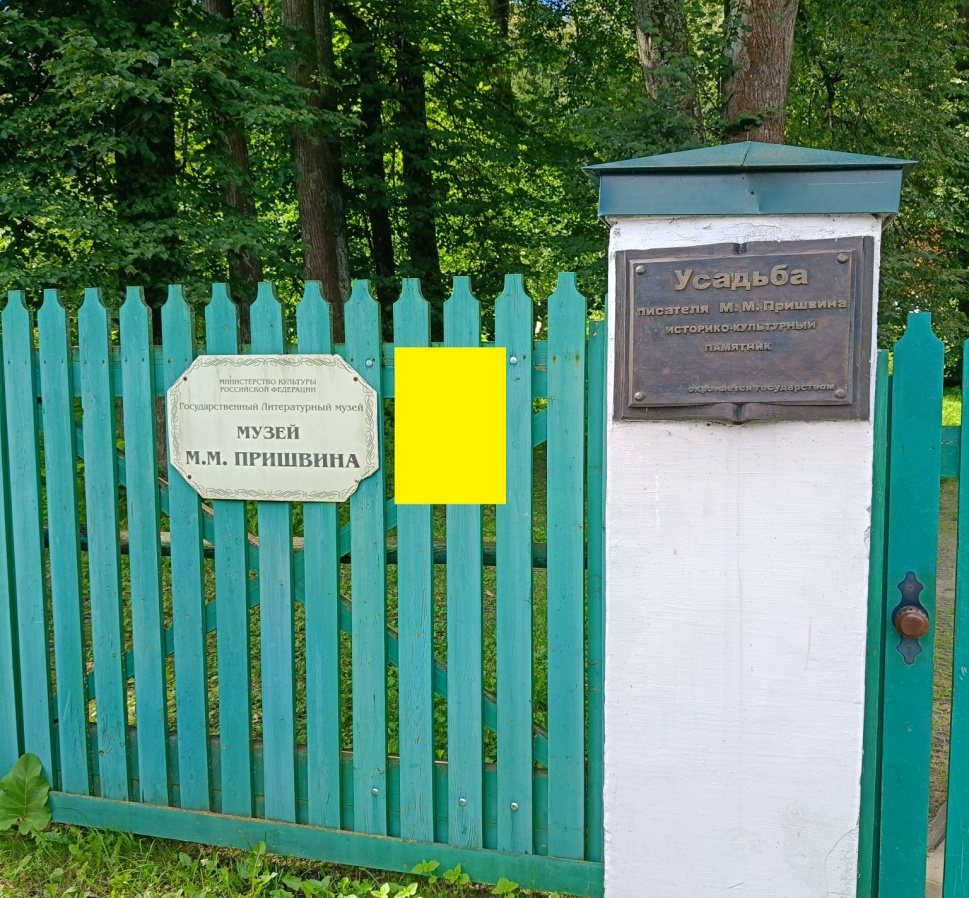 МИНИСТЕРСТВО КУЛЬТУРЫ
РОССИЙСКОЙ ФЕДЕРАЦИИ
Государственный Литературный музей
МУЗЕЙ
М.М. ПРИШВИНА
Усадьба
писателя М.М.Пришвина
ИСТОРИКО-КУЛЬТУРНЫЙ
ПАМЯТНИК
охраняется государством